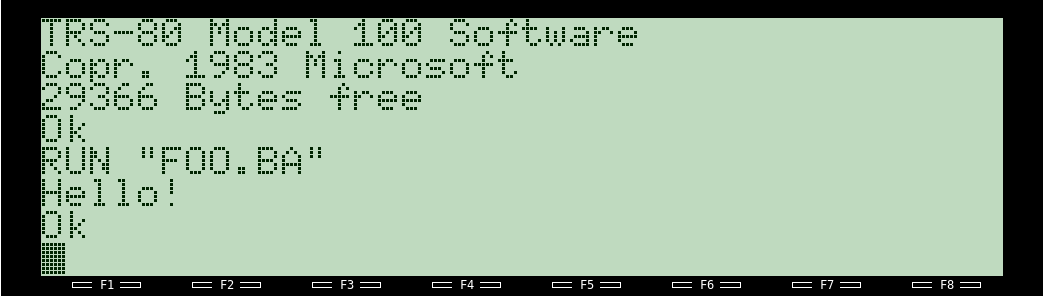 TRS-80 Model 100 Software
Copr. 1983 Microsoft
29366 Bytes free
Ok
RUN "FOO.BA"
Hello!
Ok
F1 F2 F3 F4 F5 F6 F7 F8